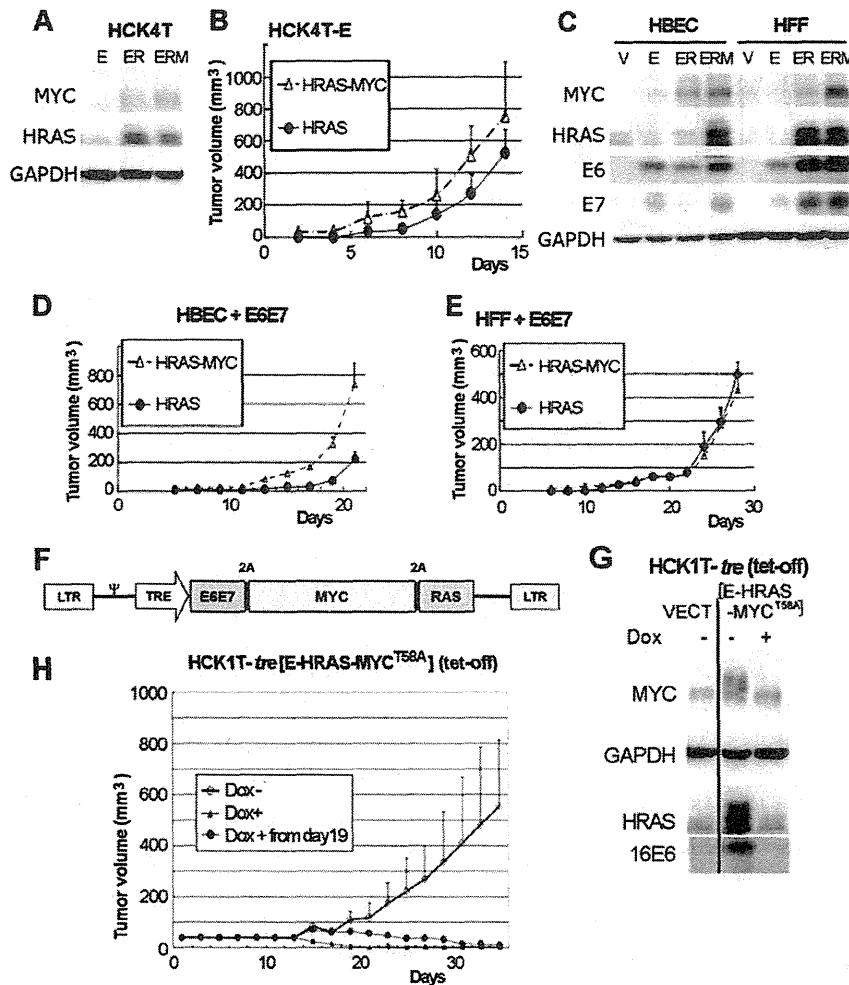 A
HCK4T
E ER ERM
MYC
HRAS
GAPDH
B
HCK4T-E
Tumor volume (mm³)
1000
800
600
400
200
0
HRAS-MYC
HRAS
0 5 10 15
Days
C
HBEC HFF
V E ER ERM V E ER ERM
MYC
HRAS
E6
E7
GAPDH
D
HBEC + E6E7
Tumor volume (mm³)
800
600
400
200
0
HRAS-MYC
HRAS
0 10 20
Days
E
HFF + E6E7
Tumor volume (mm³)
600
400
200
0
HRAS-MYC
HRAS
0 10 20 30
Days
F
LTR Ψ TRE E6E7 2A MYC 2A RAS LTR
G
HCK1T-tre (tet-off)
[E-HRAS
VECT -MYCT58A]
Dox - - +
MYC
GAPDH
HRAS
16E6
H
HCK1T-tre [E-HRAS-MYCT58A] (tet-off)
Tumor volume (mm³)
1000
800
600
400
200
0
Dox-
Dox+
Dox + from day19
0 10 20 30
Days